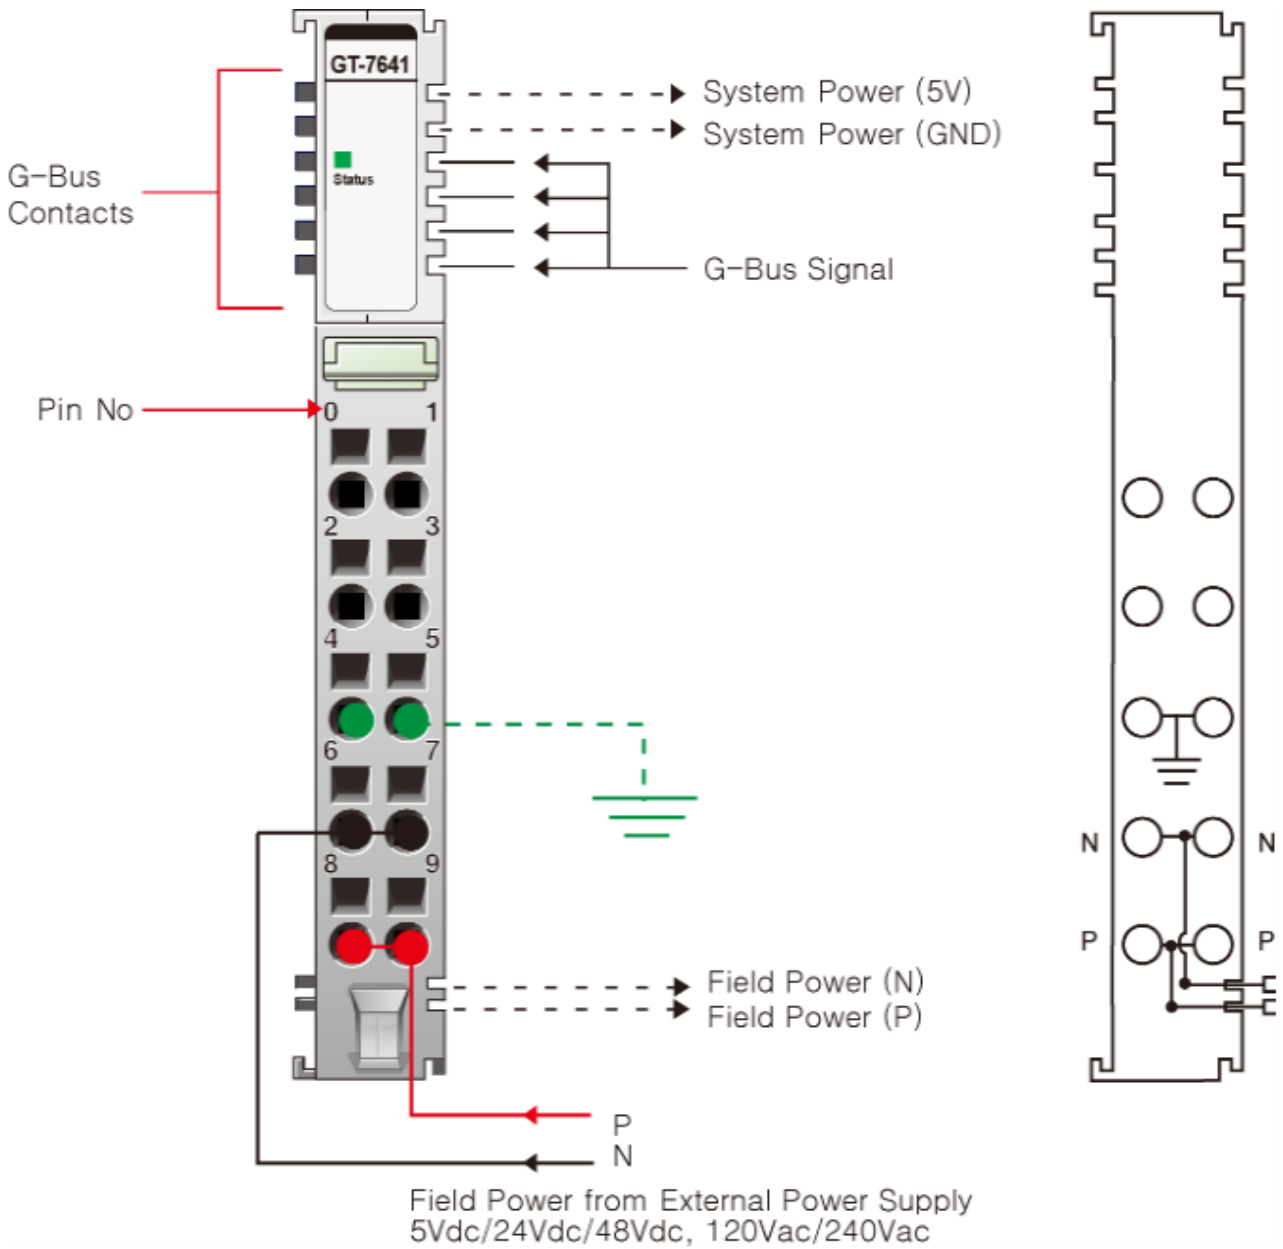 GT-7641
System Power (5V)
System Power (GND)
Status
G-Bus
Contacts
G-Bus Signal
Pin No
0 1
2 3
4 5
6 7
8 9
N N
P P
Field Power (N)
Field Power (P)
P
N
Field Power from External Power Supply
5Vdc/24Vdc/48Vdc, 120Vac/240Vac